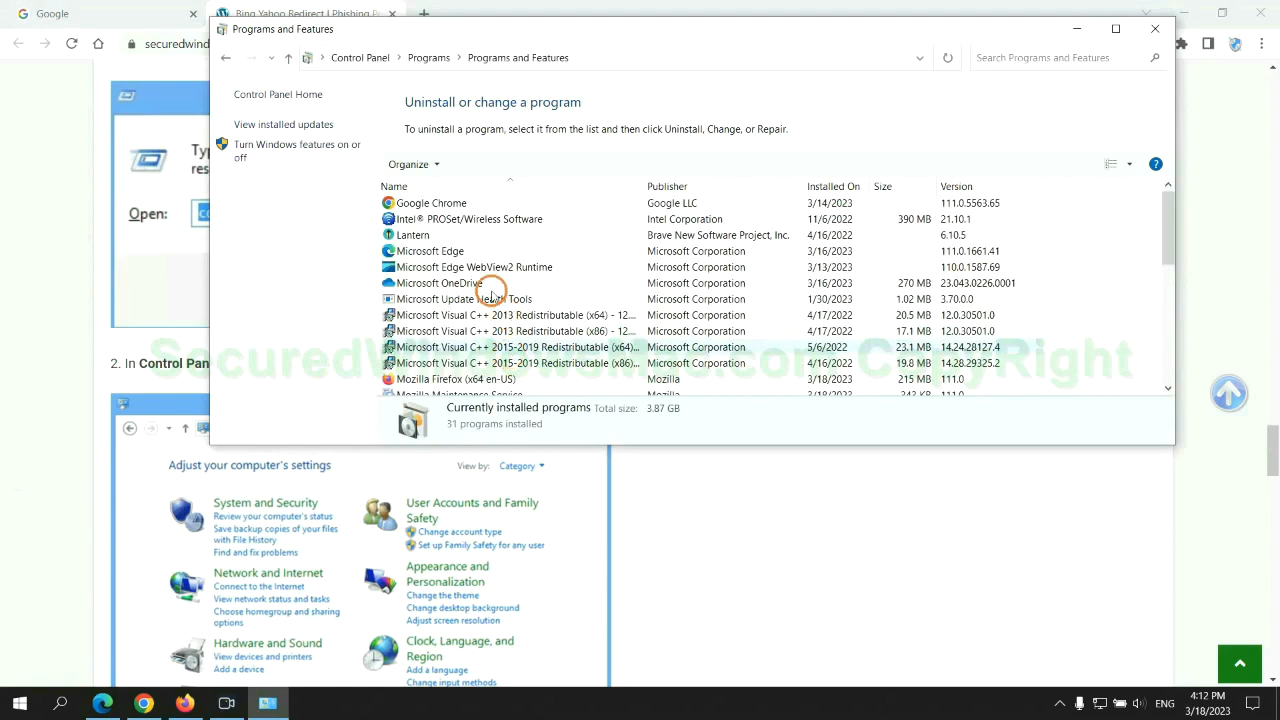 Google
Bing Yahoo Redirect | Phishing P
securedwind
Programs and Features
Control Panel
Programs
Programs and Features
Search Programs and Features
Control Panel Home
View installed updates
Turn Windows features on or
off
Uninstall or change a program
To uninstall a program, select it from the list and then click Uninstall, Change, or Repair.
Organize
Name Publisher Installed On Size Version
Google Chrome Google LLC 3/14/2023 111.0.5563.65
Intel® PROSet/Wireless Software Intel Corporation 11/6/2022 390 MB 21.10.1
Lantern Brave New Software Project, Inc. 4/16/2022 6.10.5
Microsoft Edge Microsoft Corporation 3/16/2023 111.0.1661.41
Microsoft Edge WebView2 Runtime Microsoft Corporation 3/13/2023 110.0.1587.69
Microsoft OneDrive Microsoft Corporation 3/16/2023 270 MB 23.043.0226.0001
Microsoft Update Health Tools Microsoft Corporation 1/30/2023 1.02 MB 3.70.0.0
Microsoft Visual C++ 2013 Redistributable (x64) - 12.... Microsoft Corporation 4/17/2022 20.5 MB 12.0.30501.0
Microsoft Visual C++ 2013 Redistributable (x86) - 12.... Microsoft Corporation 4/17/2022 17.1 MB 12.0.30501.0
Microsoft Visual C++ 2015-2019 Redistributable (x64)... Microsoft Corporation 5/6/2022 23.1 MB 14.24.28127.4
Microsoft Visual C++ 2015-2019 Redistributable (x86)... Microsoft Corporation 4/16/2022 19.8 MB 14.28.29325.2
Mozilla Firefox (x64 en-US) Mozilla 3/18/2023 215 MB 111.0
Mozilla Maintenance Service Mozilla 3/18/2023 343 KB 111.0
Currently installed programs Total size: 3.87 GB
31 programs installed
Ty
res
Open:
2. In Control Pan
Adjust your computer's settings
View by: Category
System and Security
Review your computer's status
Save backup copies of your files
with File History
Find and fix problems
Network and Internet
Connect to the Internet
View network status and tasks
Choose homegroup and sharing
options
Hardware and Sound
View devices and printers
Add a device
User Accounts and Family
Safety
Change account type
Set up Family Safety for any user
Appearance and
Personalization
Change the theme
Change desktop background
Adjust screen resolution
Clock, Language, and
Region
Add a language
Change input methods
ENG
4:12 PM
3/18/2023